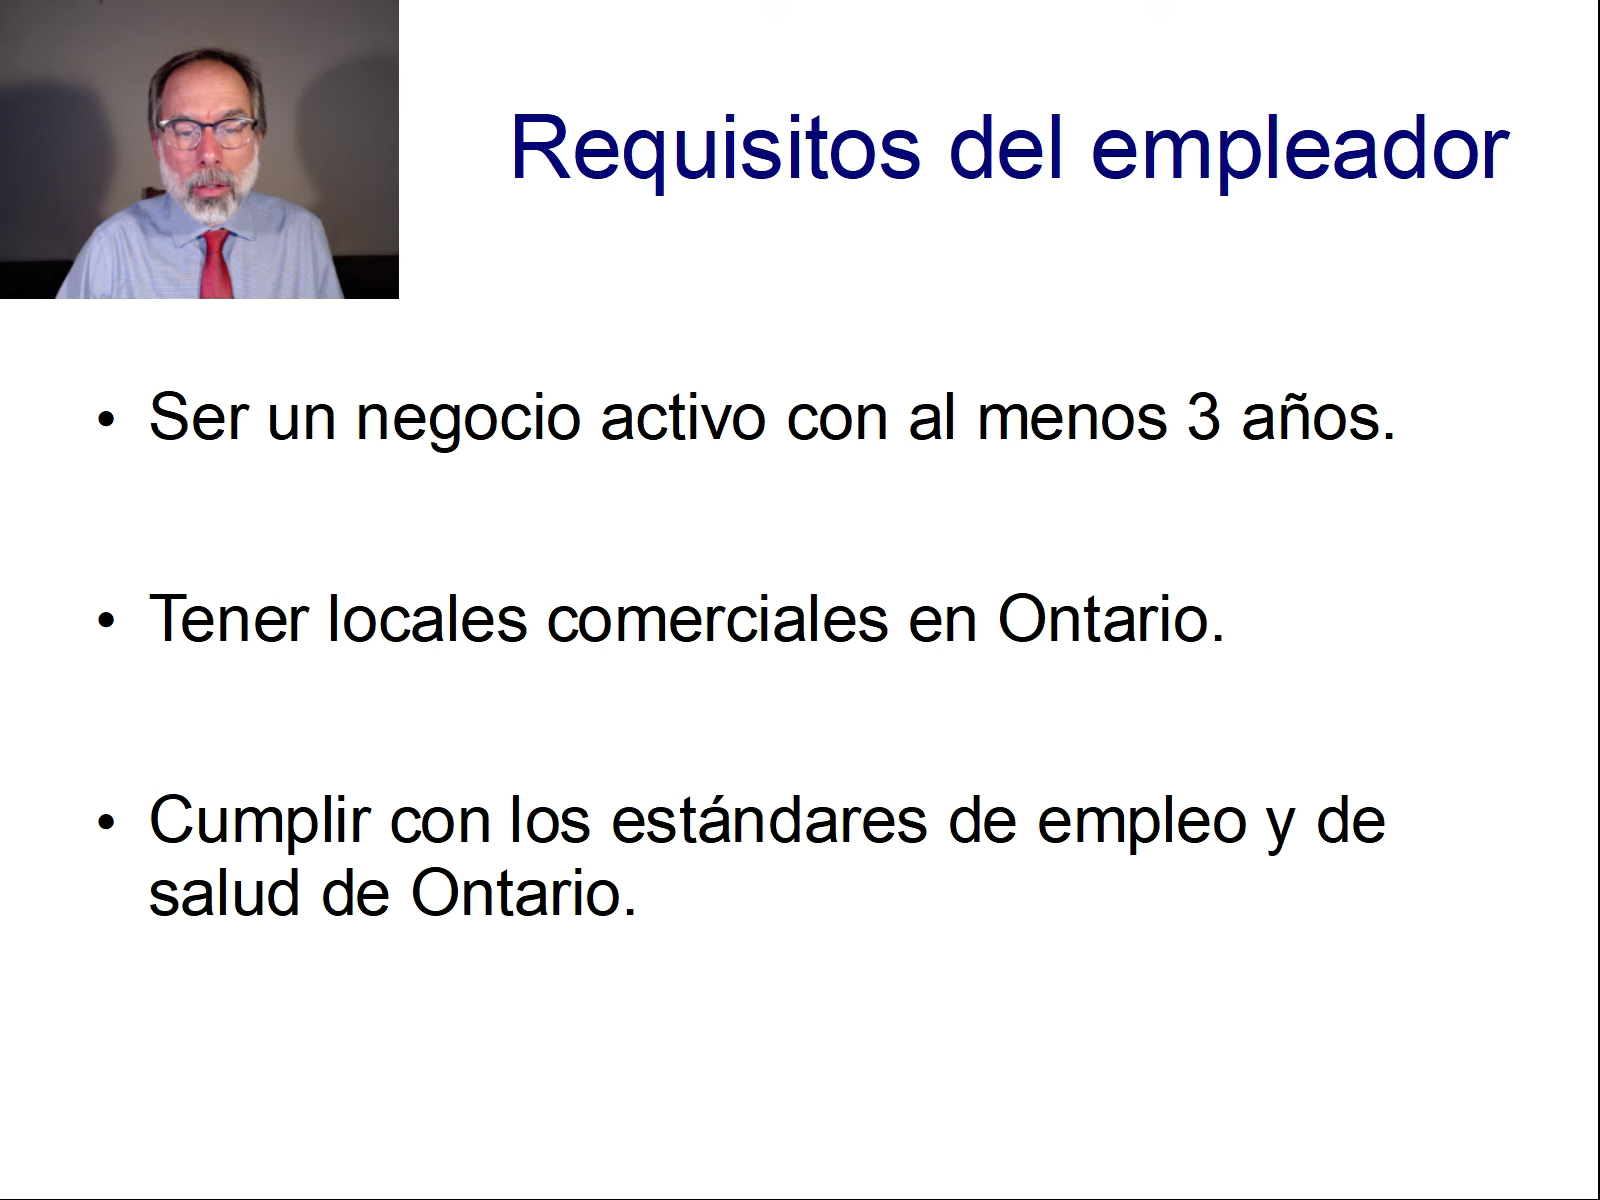 Requisitos del empleador
• Ser un negocio activo con al menos 3 años.
• Tener locales comerciales en Ontario.
• Cumplir con los estándares de empleo y de
salud de Ontario.